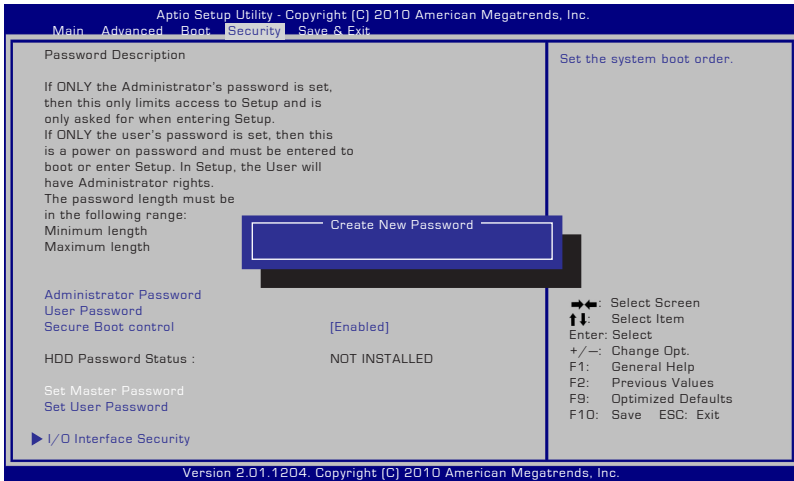 Aptio Setup Utility - Copyright (C) 2010 American Megatrends, Inc.
Main Advanced Boot Security Save & Exit
Password Description
If ONLY the Administrator's password is set,
then this only limits access to Setup and is
only asked for when entering Setup.
If ONLY the user's password is set, then this
is a power on password and must be entered to
boot or enter Setup. In Setup, the User will
have Administrator rights.
The password length must be
in the following range:
Minimum length
Maximum length
Create New Password
Administrator Password
User Password
Secure Boot control [Enabled]
HDD Password Status : NOT INSTALLED
Set Master Password
Set User Password
I/O Interface Security
Set the system boot order.
→←: Select Screen
↑↓: Select Item
Enter: Select
+/—: Change Opt.
F1: General Help
F2: Previous Values
F9: Optimized Defaults
F10: Save ESC: Exit
Version 2.01.1204. Copyright (C) 2010 American Megatrends, Inc.